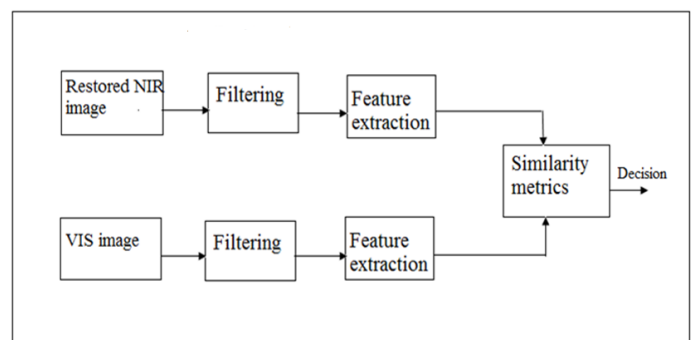 Restored NIR
image
Filtering
Feature
extraction
Similarity
metrics
Decision
VIS image
Filtering
Feature
extraction